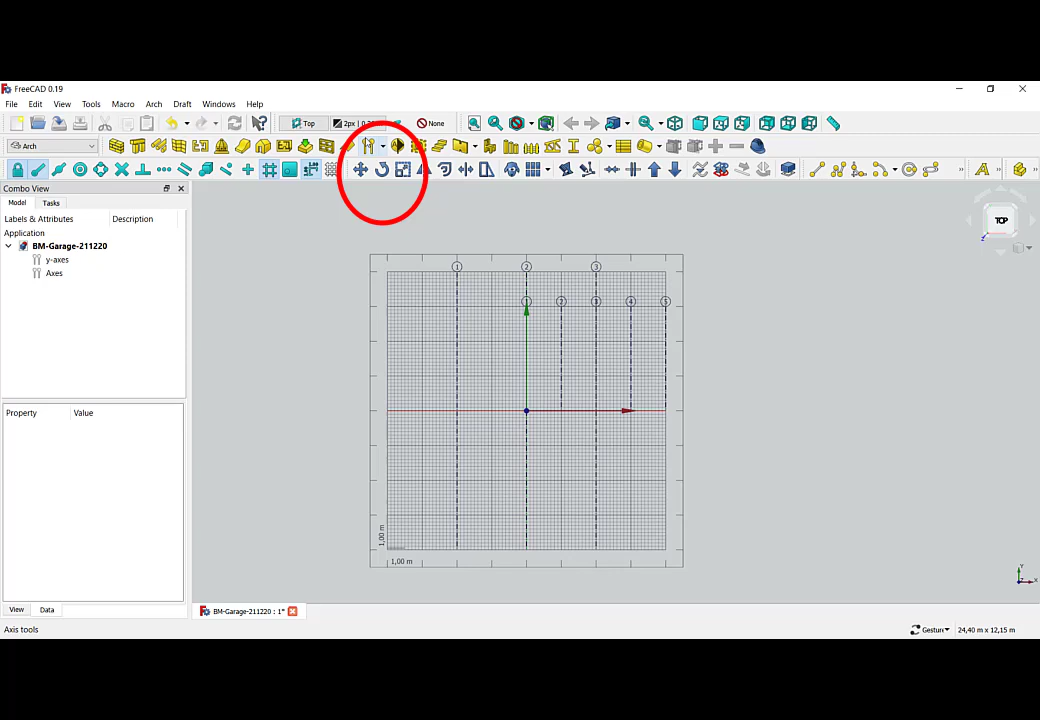 FreeCAD 0.19
File Edit View Tools Macro Arch Draft Windows Help
Top 2px None
Arch
Combo View
Model Tasks
Labels & Attributes Description
Application
BM-Garage-211220
y-axes
Axes
TOP
1 2 3
1 2 3 4 5
Property Value
1,00 m
1,00 m
Y
X
View Data
BM-Garage-211220 : 1*
Axis tools
Gesture 24,40 m x 12,15 m